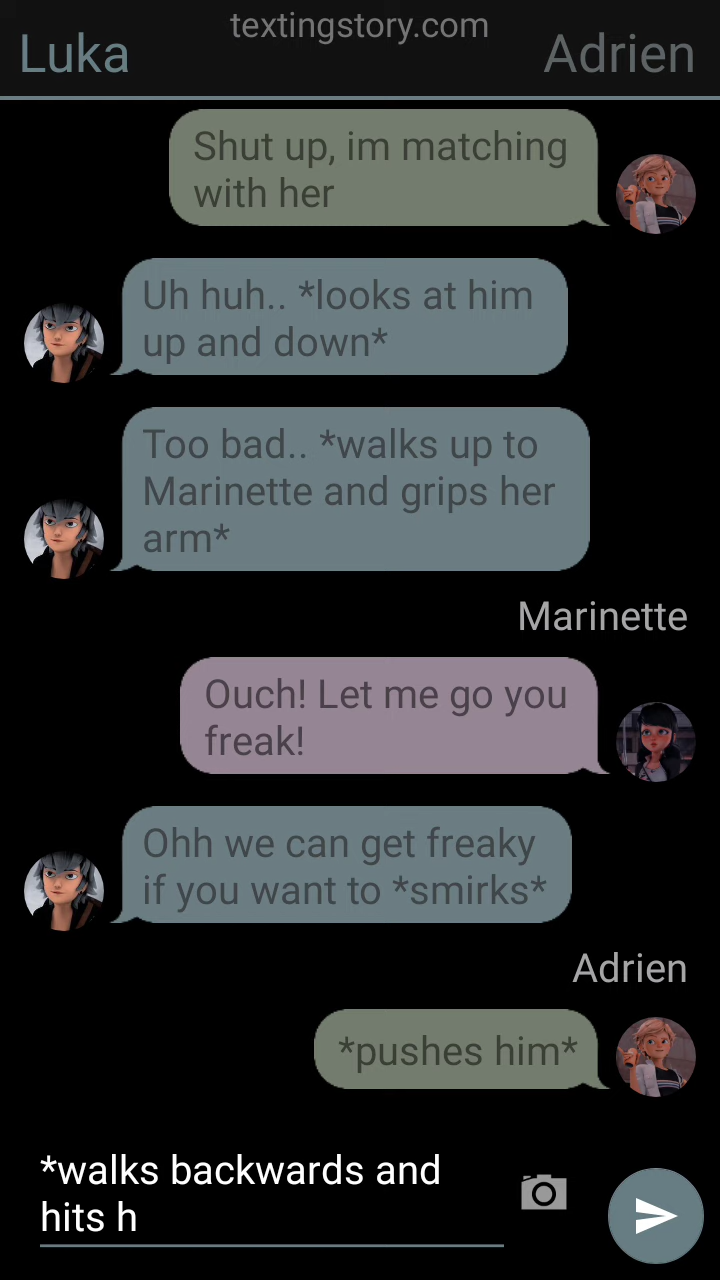 textingstory.com
Luka
Adrien
Shut up, im matching
with her
Uh huh.. *looks at him
up and down*
Too bad.. *walks up to
Marinette and grips her
arm*
Marinette
Ouch! Let me go you
freak!
Ohh we can get freaky
if you want to *smirks*
Adrien
*pushes him*
*walks backwards and
hits h